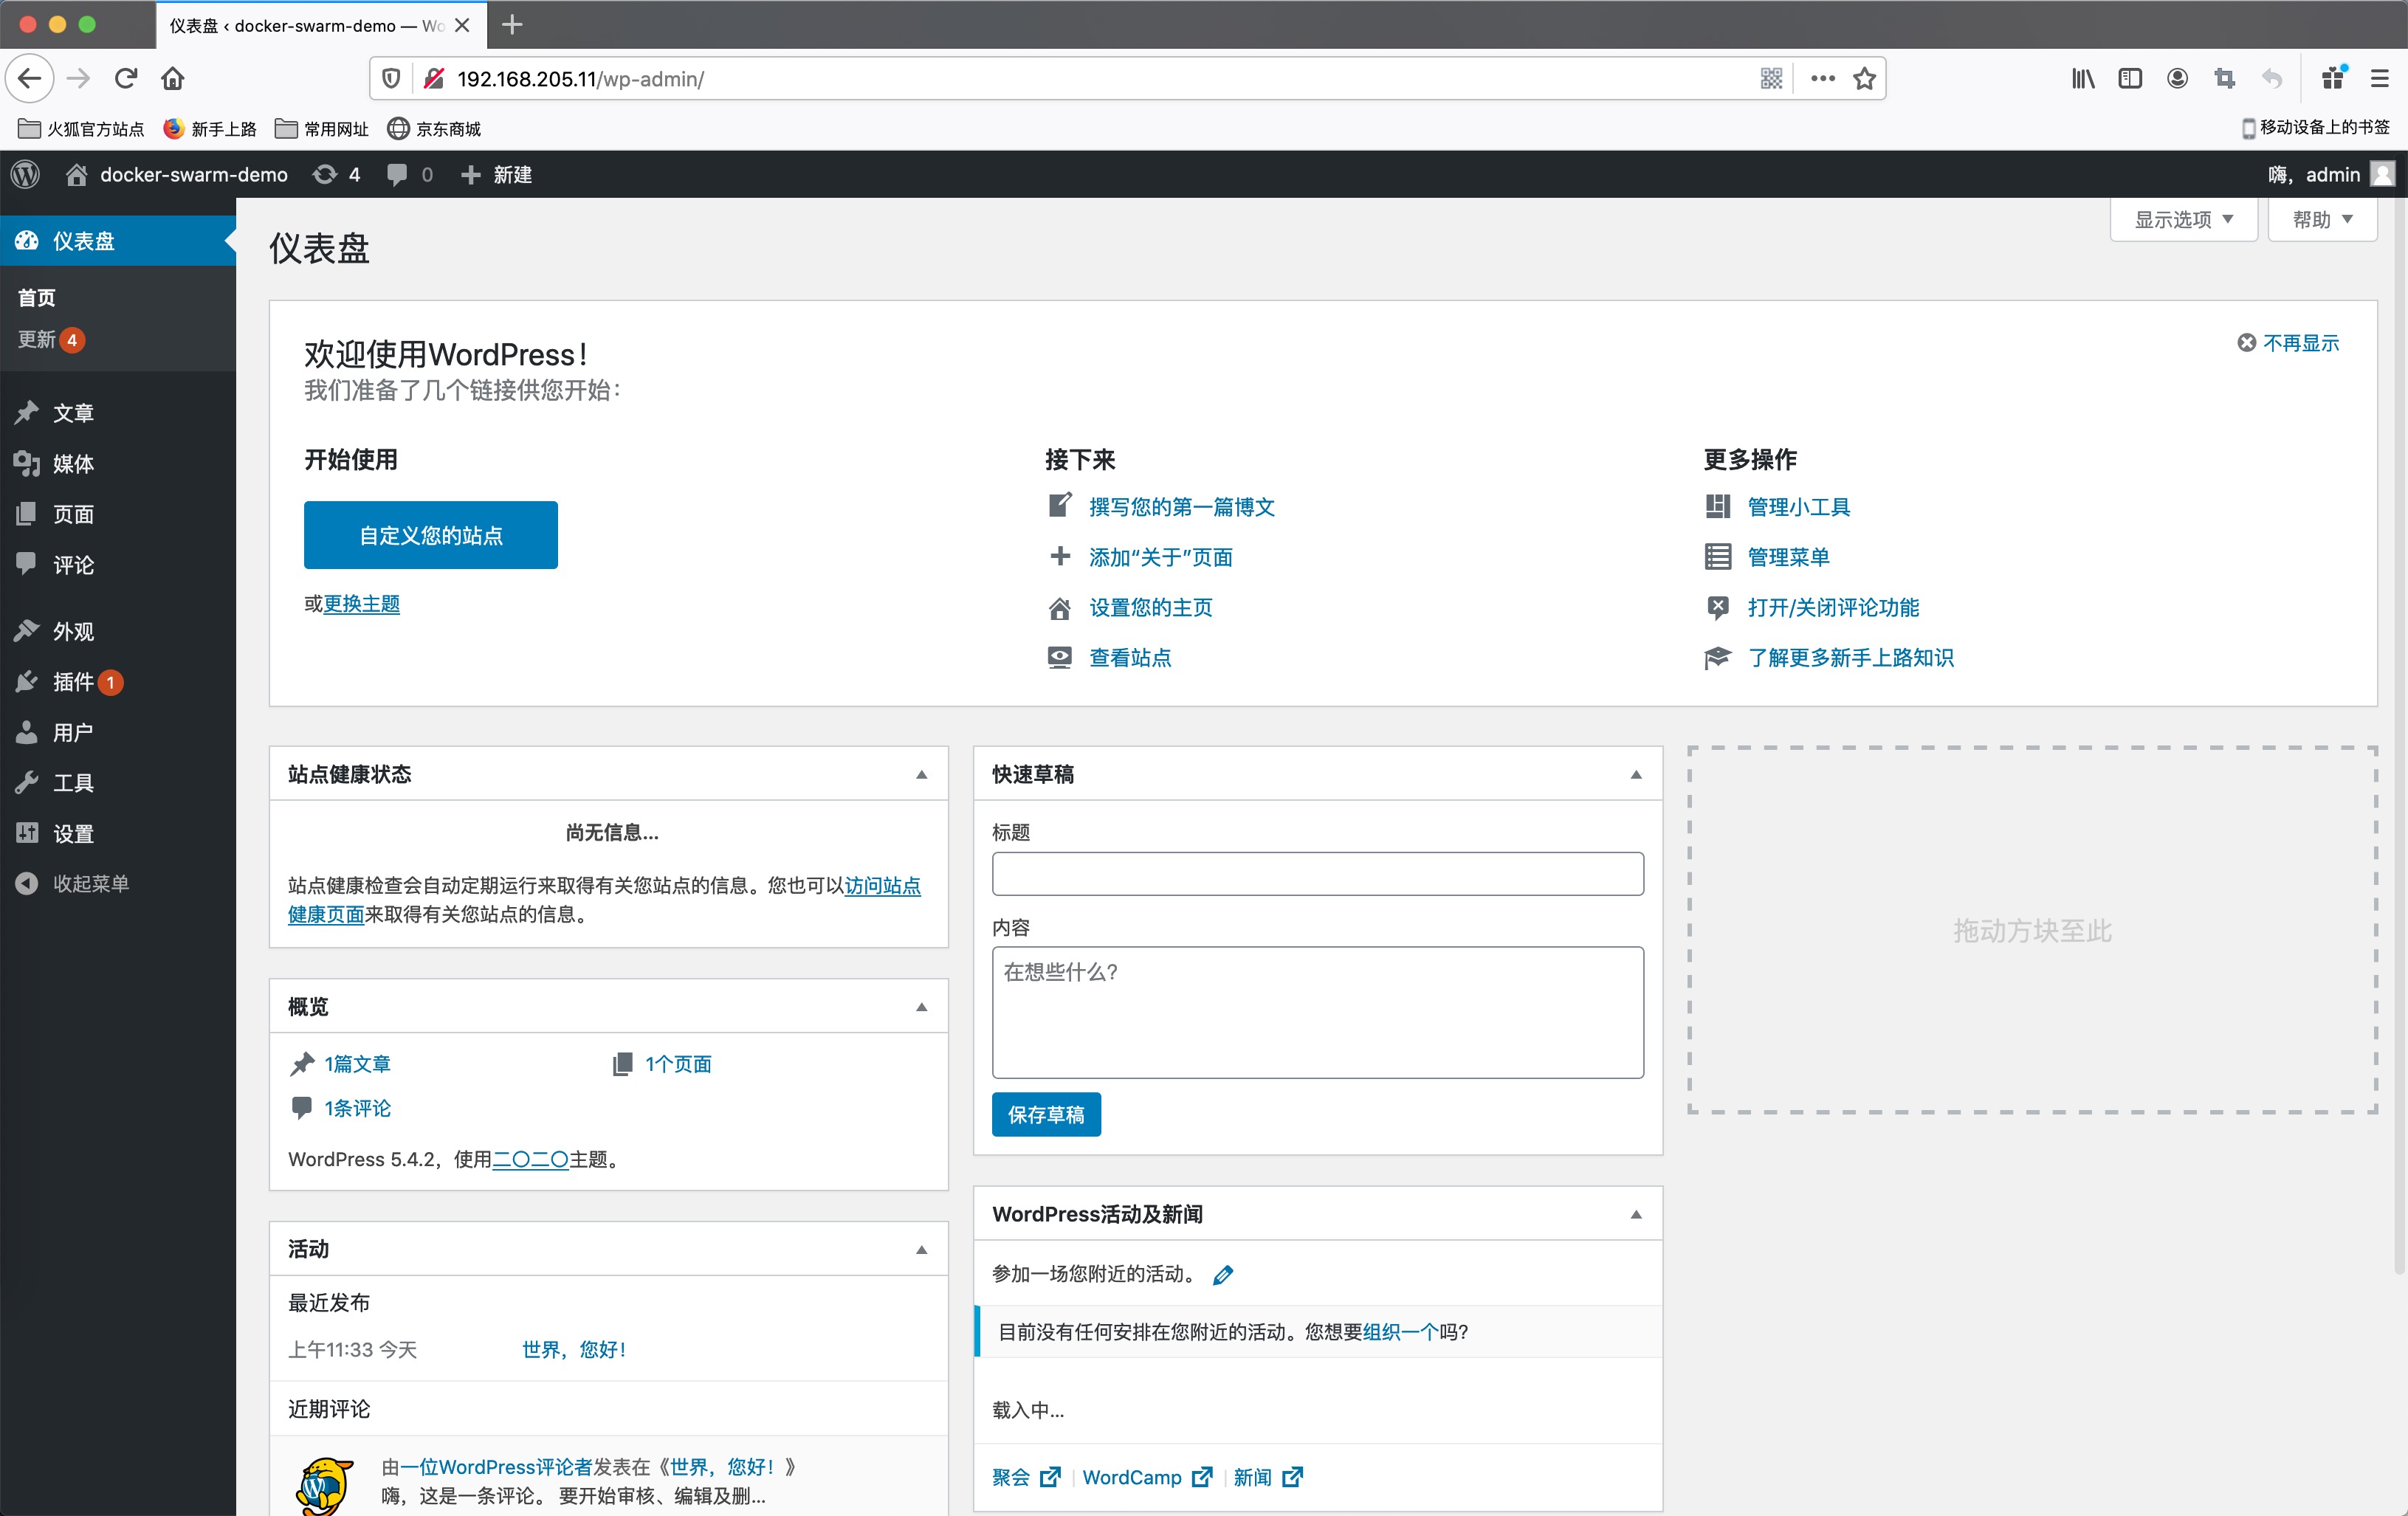 仪表盘 ‹ docker-swarm-demo — Wo
192.168.205.11/wp-admin/
火狐官方站点 新手上路 常用网址 京东商城 移动设备上的书签
docker-swarm-demo 4 0 新建 嗨，admin
显示选项 帮助
仪表盘
首页
更新 4
文章
媒体
页面
评论
外观
插件 1
用户
工具
设置
收起菜单
仪表盘
欢迎使用WordPress！
不再显示
我们准备了几个链接供您开始：
开始使用
自定义您的站点
或更换主题
接下来
撰写您的第一篇博文
添加“关于”页面
设置您的主页
查看站点
更多操作
管理小工具
管理菜单
打开/关闭评论功能
了解更多新手上路知识
站点健康状态
尚无信息…
站点健康检查会自动定期运行来取得有关您站点的信息。您也可以访问站点
健康页面来取得有关您站点的信息。
概览
1篇文章 1个页面
1条评论
WordPress 5.4.2，使用二〇二〇主题。
活动
最近发布
上午11:33 今天 世界，您好！
近期评论
由一位WordPress评论者发表在《世界，您好！》
嗨，这是一条评论。 要开始审核、编辑及删…
快速草稿
标题
内容
在想些什么？
保存草稿
WordPress活动及新闻
参加一场您附近的活动。
目前没有任何安排在您附近的活动。您想要组织一个吗？
载入中…
聚会 | WordCamp | 新闻
拖动方块至此